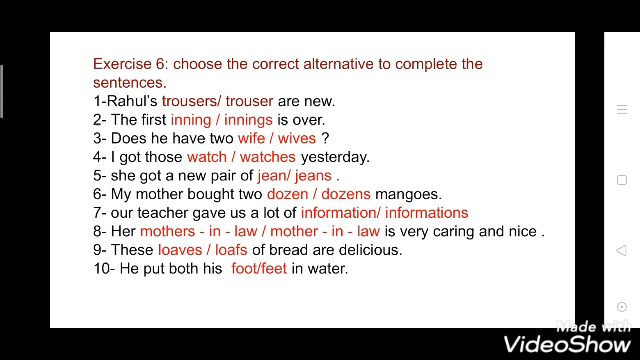 Exercise 6: choose the correct alternative to complete the
sentences.
1-Rahul's trousers/ trouser are new.
2- The first inning / innings is over.
3- Does he have two wife / wives ?
4- I got those watch / watches yesterday.
5- she got a new pair of jean/ jeans .
6- My mother bought two dozen / dozens mangoes.
7- our teacher gave us a lot of information/ informations
8- Her mothers - in - law / mother - in - law is very caring and nice .
9- These loaves / loafs of bread are delicious.
10- He put both his foot/feet in water.
Made with
VideoShow